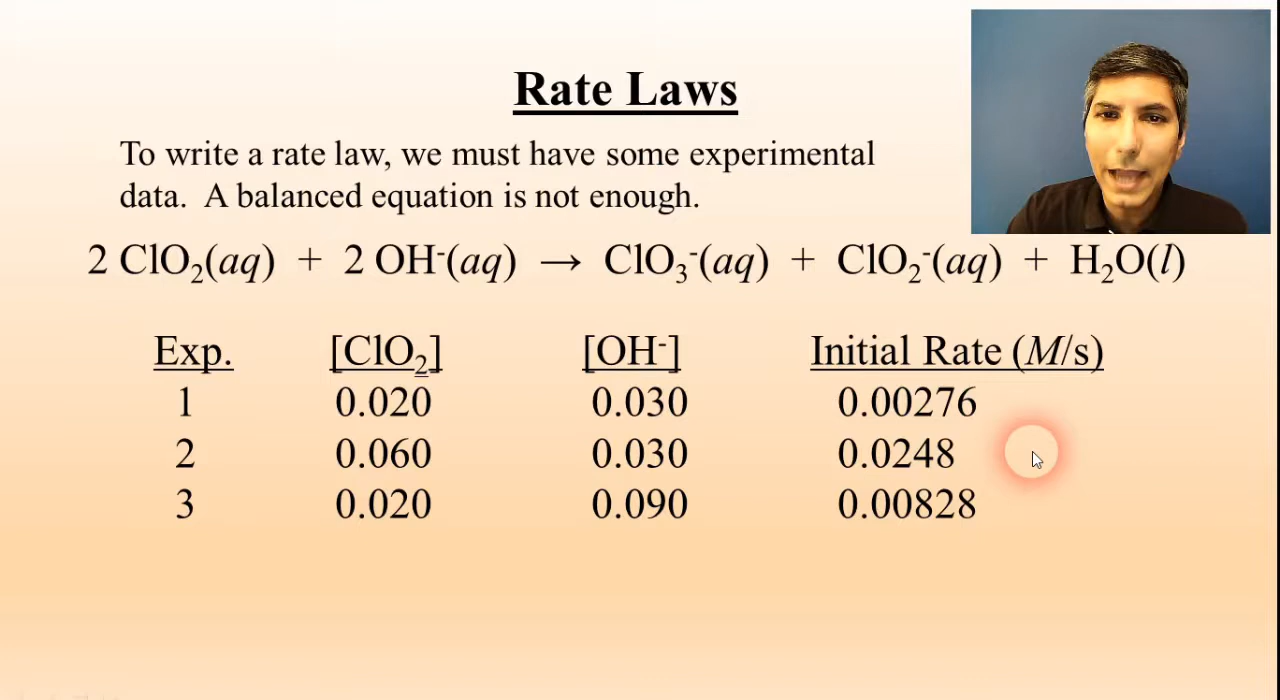 Rate Laws
To write a rate law, we must have some experimental
data. A balanced equation is not enough.
2 ClO₂(aq) + 2 OH⁻(aq) → ClO₃⁻(aq) + ClO₂⁻(aq) + H₂O(l)
Exp. [ClO₂] [OH⁻] Initial Rate (M/s)
1 0.020 0.030 0.00276
2 0.060 0.030 0.0248
3 0.020 0.090 0.00828